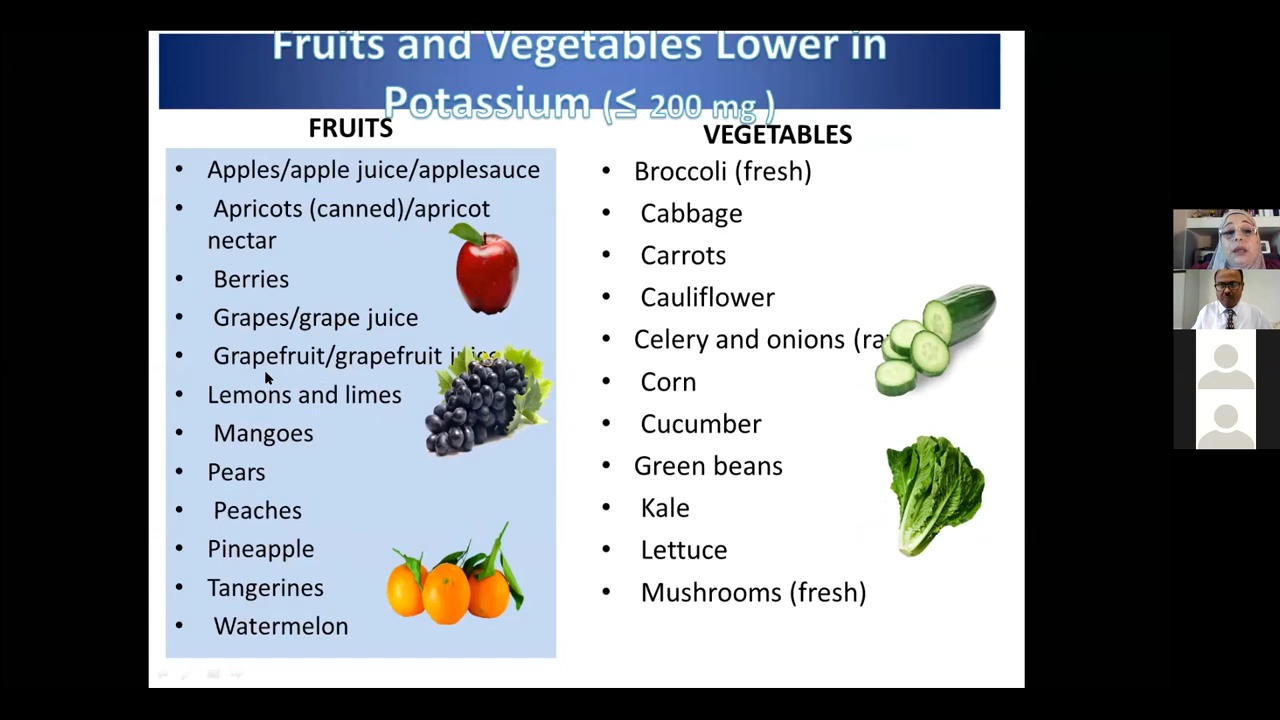 Fruits and Vegetables Lower in
Potassium (≤ 200 mg )
FRUITS
• Apples/apple juice/applesauce
• Apricots (canned)/apricot
nectar
• Berries
• Grapes/grape juice
• Grapefruit/grapefruit
• Lemons and limes
• Mangoes
• Pears
• Peaches
• Pineapple
• Tangerines
• Watermelon
VEGETABLES
• Broccoli (fresh)
• Cabbage
• Carrots
• Cauliflower
• Celery and onions
• Corn
• Cucumber
• Green beans
• Kale
• Lettuce
• Mushrooms (fresh)